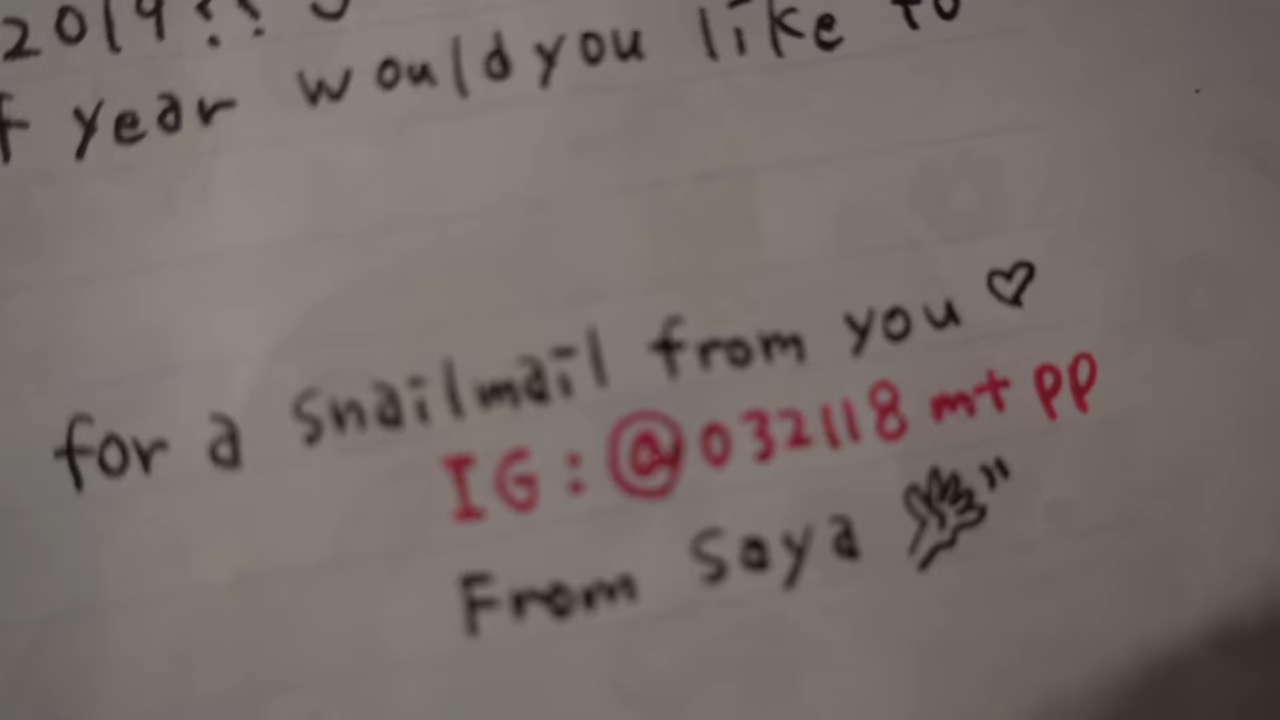 2019??
f year would you like to
for a snailmail from you ♡
IG: @032118mtpp
From Saya